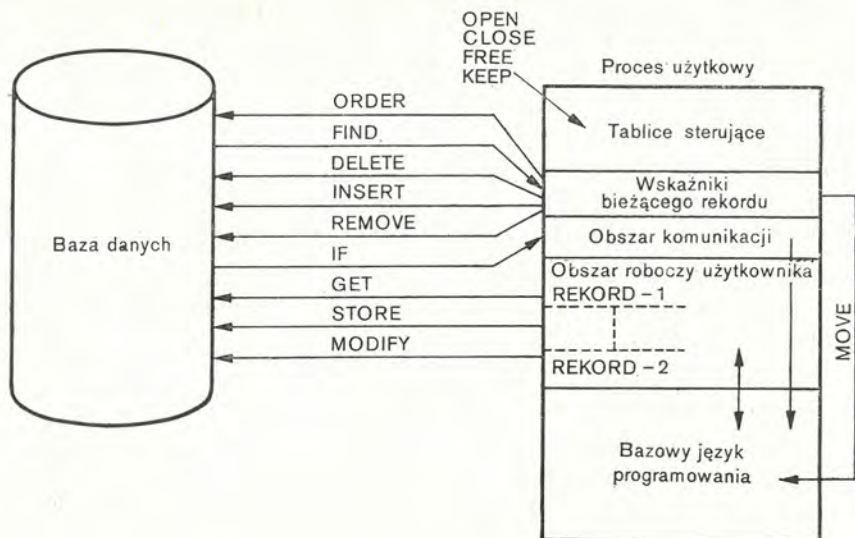 OPEN
CLOSE
FREE
KEEP
Proces użytkowy
ORDER
FIND
DELETE
INSERT
REMOVE
IF
GET
STORE
MODIFY
Baza danych
Tablice sterujące
Wskaźniki
bieżącego rekordu
Obszar komunikacji
Obszar roboczy użytkownika
REKORD – 1
REKORD – 2
MOVE
Bazowy język
programowania